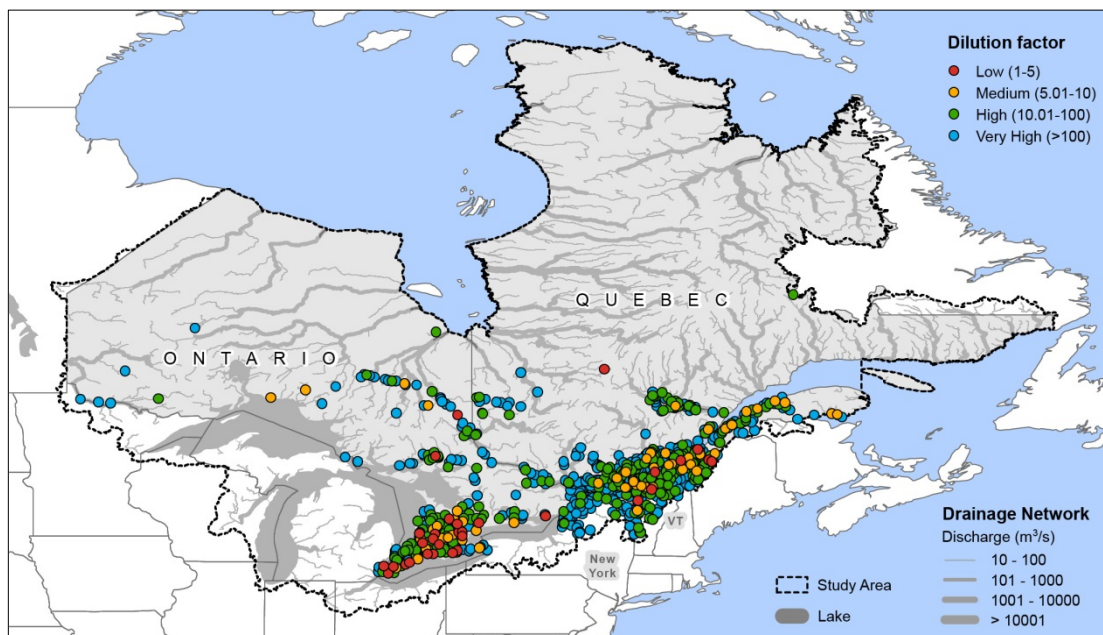 Dilution factor
Low (1-5)
Medium (5.01-10)
High (10.01-100)
Very High (>100)
QUEBEC
ONTARIO
VT
New
York
Drainage Network
Discharge (m³/s)
10 - 100
101 - 1000
1001 - 10000
> 10001
Study Area
Lake